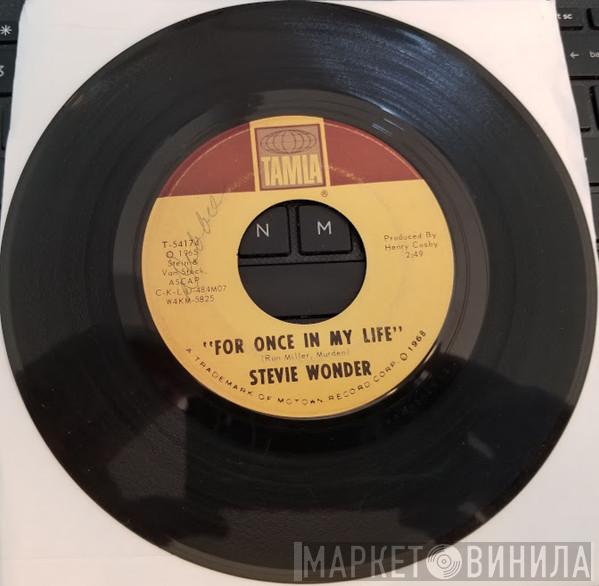 TAMLA
®
T-54174
© 1965
Stein &
Van Stock,
ASCAP
W4KM-5825
Produced By
Henry Cosby
2:49
"FOR ONCE IN MY LIFE"
(Ron Miller, Murden)
STEVIE WONDER
A TRADEMARK OF MOTOWN RECORD CORP. © 1968
N
M
sc
МАРКЕТ ВИНИЛА